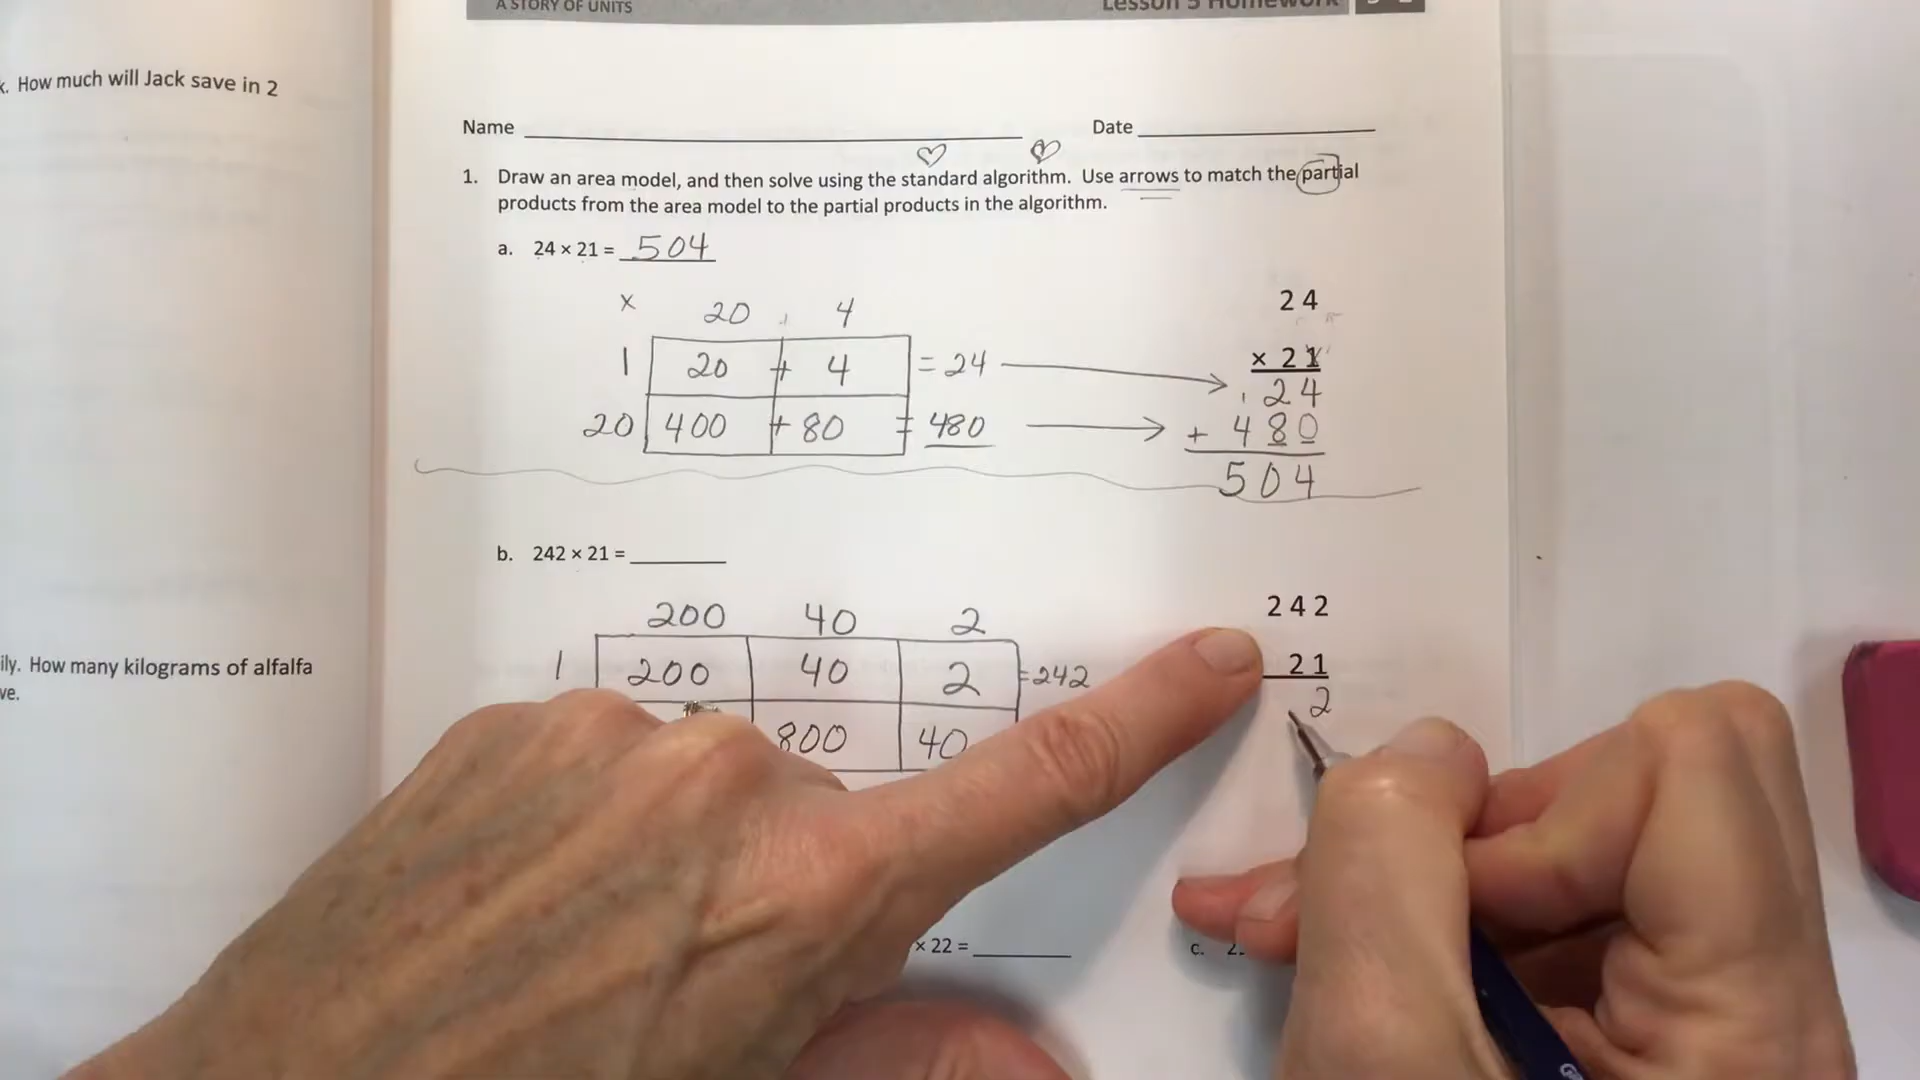 A STORY OF UNITS
Lesson 5 Homework
. How much will Jack save in 2
Name
Date
1. Draw an area model, and then solve using the standard algorithm. Use arrows to match the partial
products from the area model to the partial products in the algorithm.
a. 24 × 21 = 504
x 20 4
1 20 + 4 = 24
20 400 + 80 = 480
24
× 21
24
+ 480
504
b. 242 × 21 =
200 40 2
1 200 40 2 = 242
800 40
242
21
2
How many kilograms of alfalfa
× 22 =
c. 2